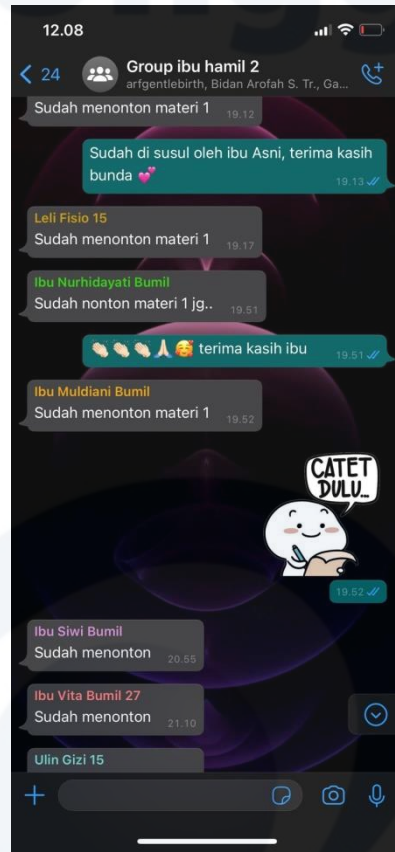 12.08
24
Group ibu hamil 2
arfgentlebirth, Bidan Arofah S. Tr., Ga...
Sudah menonton materi 1 19.12
Sudah di susul oleh ibu Asni, terima kasih
bunda 💕 19.13
Leli Fisio 15
Sudah menonton materi 1 19.17
Ibu Nurhidayati Bumil
Sudah nonton materi 1 jg.. 19.51
👏🏻👏🏻👏🏻🙏🏻🥰 terima kasih ibu 19.51
Ibu Muldiani Bumil
Sudah menonton materi 1 19.52
CATET
DULU...
19.52
Ibu Siwi Bumil
Sudah menonton 20.55
Ibu Vita Bumil 27
Sudah menonton 21.10
Ulin Gizi 15